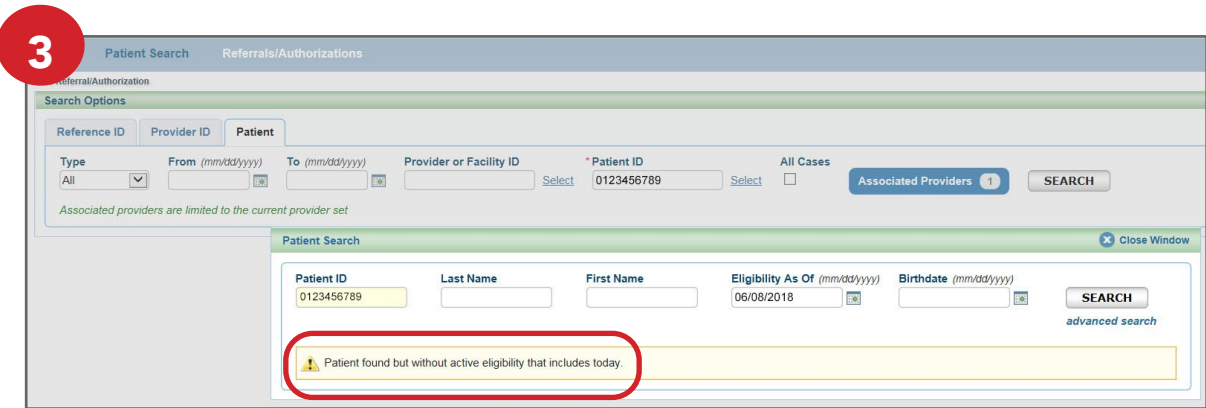 3
Patient Search Referrals/Authorizations
Referral/Authorization
Search Options
Reference ID Provider ID Patient
Type From (mm/dd/yyyy) To (mm/dd/yyyy) Provider or Facility ID * Patient ID All Cases
All Select 0123456789 Select Associated Providers 1 SEARCH
Associated providers are limited to the current provider set
Patient Search Close Window
Patient ID Last Name First Name Eligibility As Of (mm/dd/yyyy) Birthdate (mm/dd/yyyy)
0123456789 06/08/2018 SEARCH
advanced search
Patient found but without active eligibility that includes today.